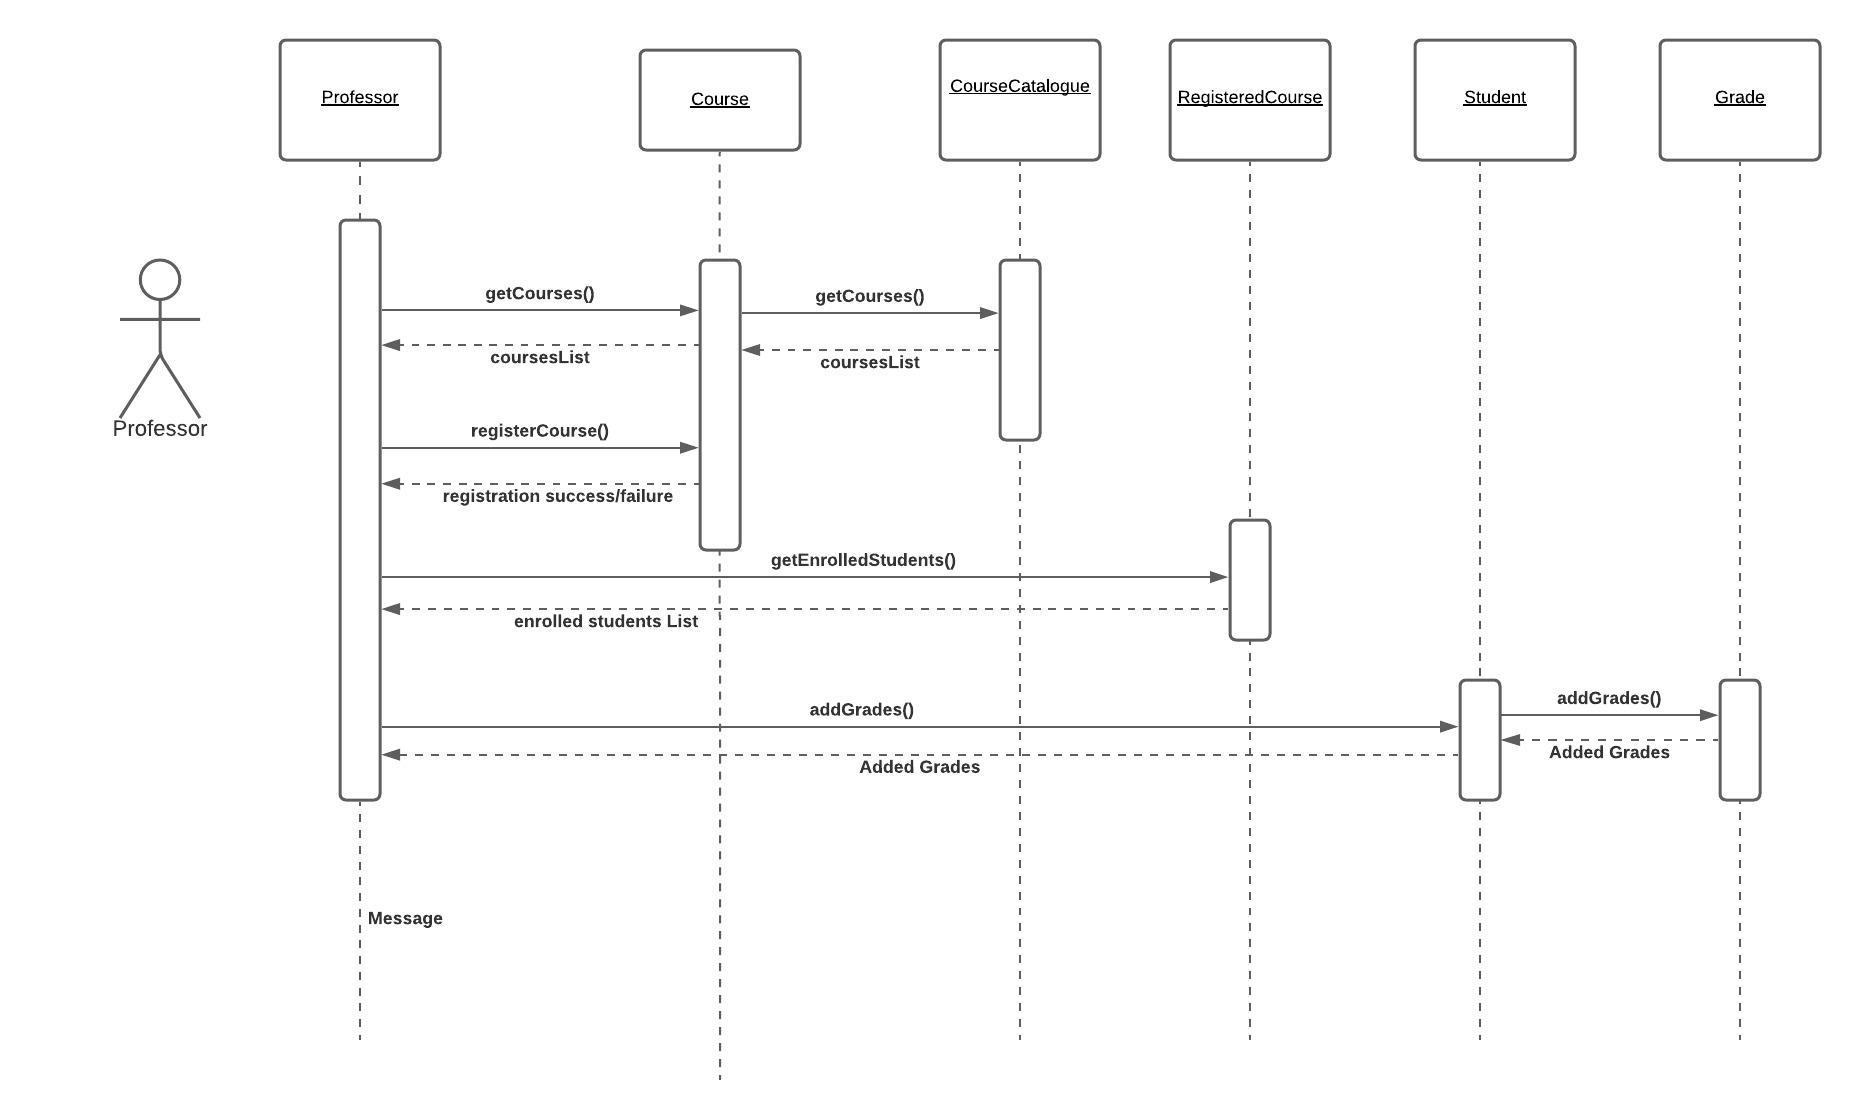 Professor
Course
CourseCatalogue
RegisteredCourse
Student
Grade
Professor
getCourses()
getCourses()
coursesList
coursesList
registerCourse()
registration success/failure
getEnrolledStudents()
enrolled students List
addGrades()
addGrades()
Added Grades
Added Grades
Message